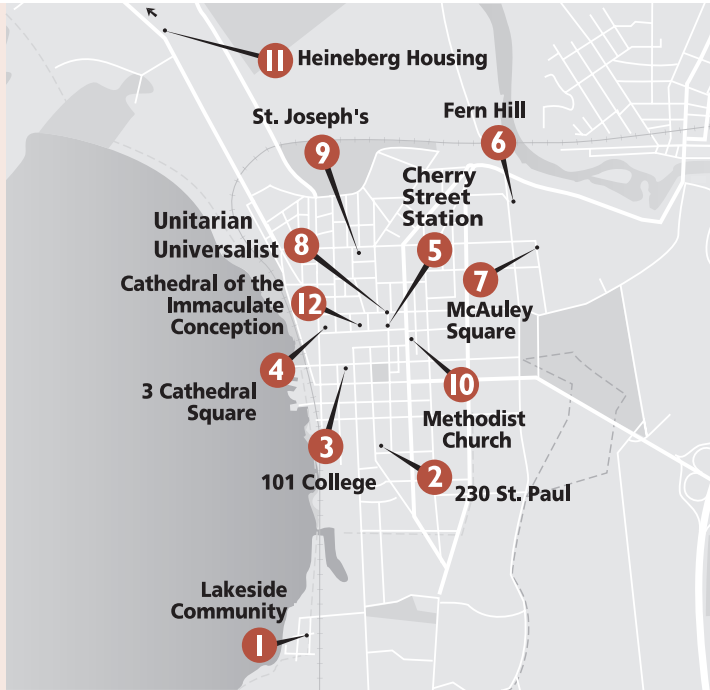 11 Heineberg Housing
St. Joseph's
9
Fern Hill
6
Cherry
Street
Station
5
Unitarian
Universalist
8
7
McAuley
Square
Cathedral of the
Immaculate
Conception
12
4
3 Cathedral
Square
10
Methodist
Church
3
101 College
2
230 St. Paul
Lakeside
Community
1